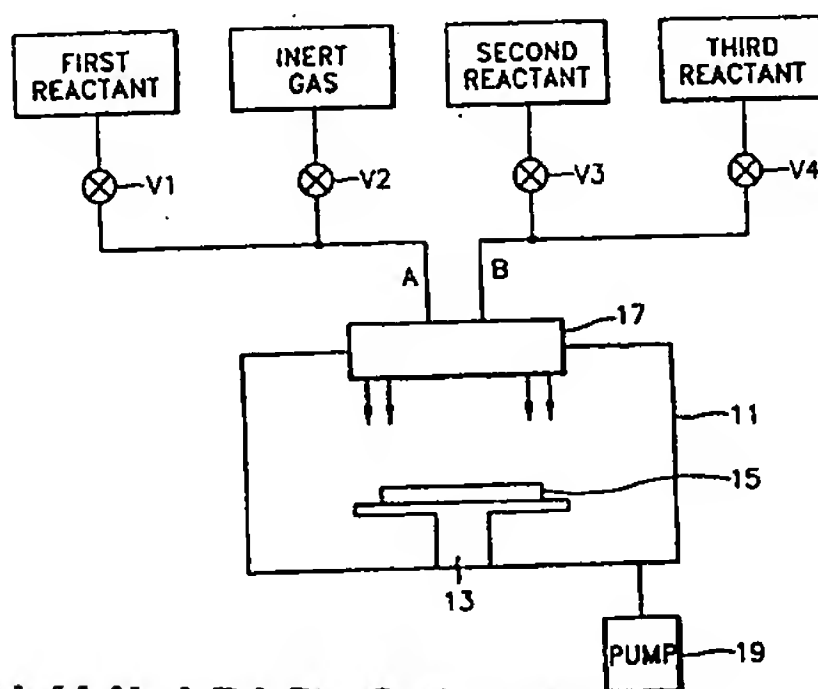 FIRST
REACTANT
INERT
GAS
SECOND
REACTANT
THIRD
REACTANT
V1
V2
V3
V4
A
B
17
11
15
13
PUMP
19